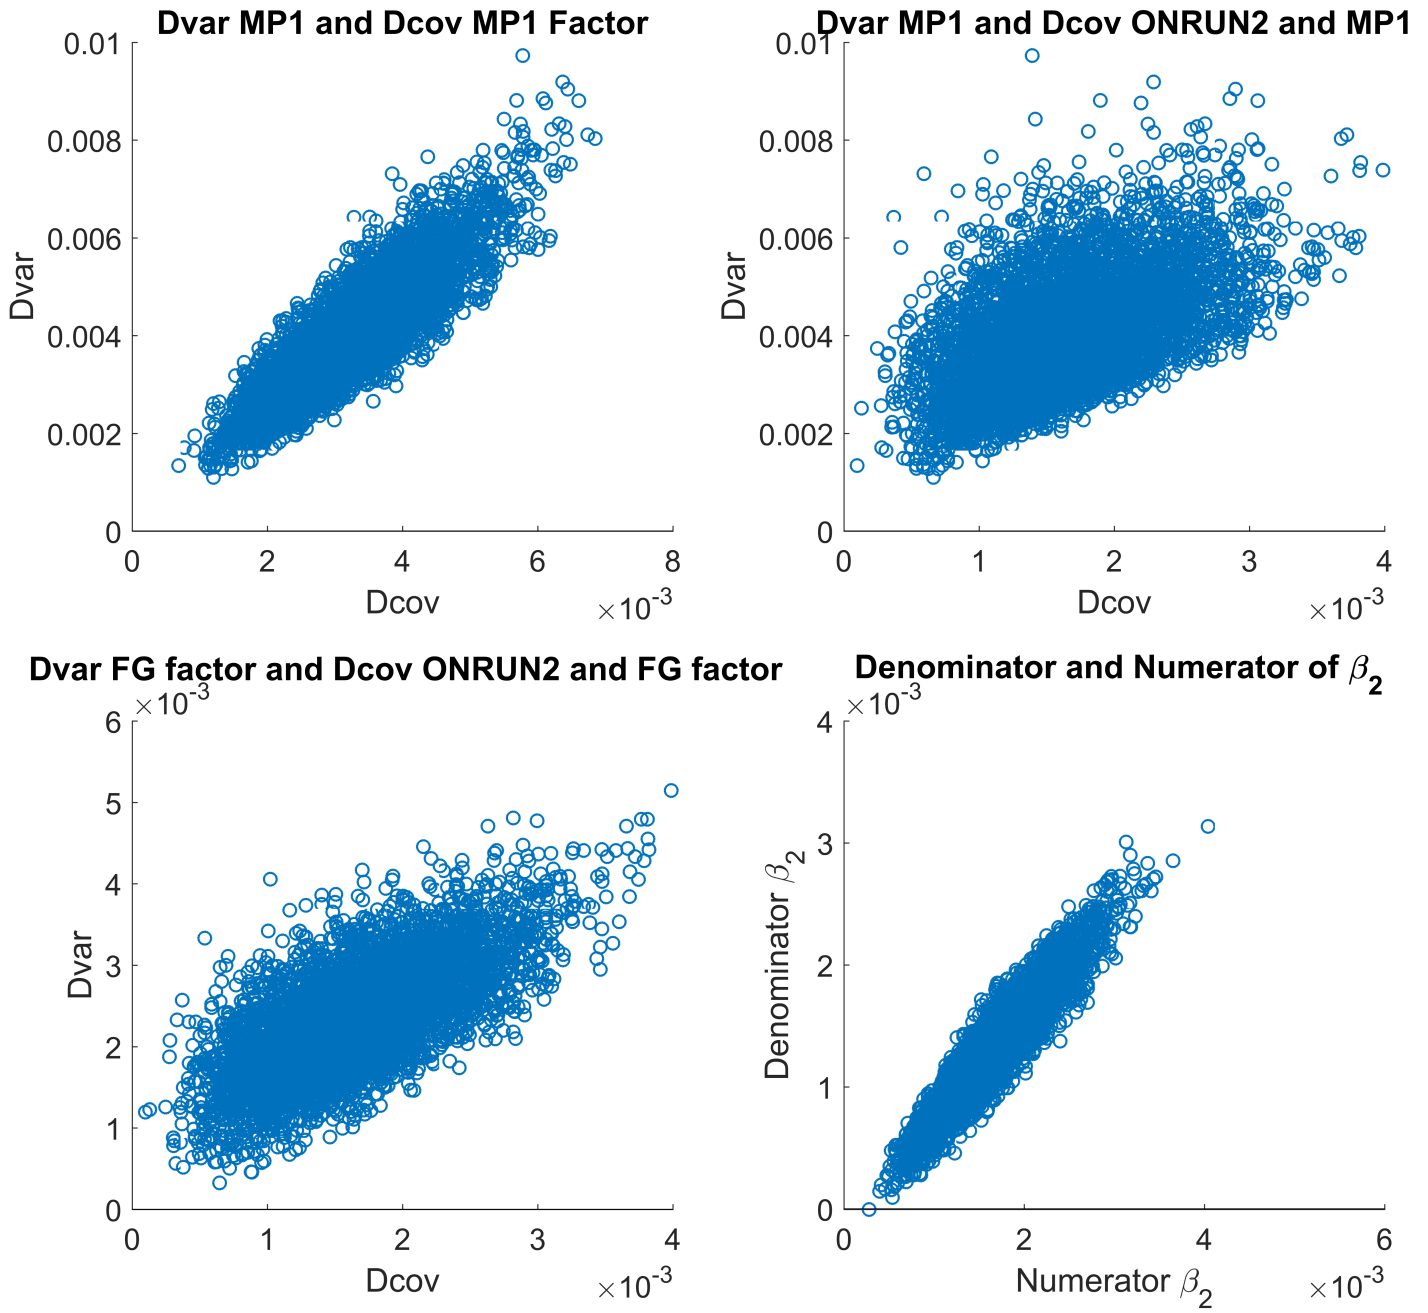 Dvar MP1 and Dcov MP1 Factor
0.01
0.008
0.006
0.004
0.002
0
Dvar
0 2 4 6 8
Dcov
×10-3
Dvar MP1 and Dcov ONRUN2 and MP1
0.01
0.008
0.006
0.004
0.002
0
Dvar
0 1 2 3 4
Dcov
×10-3
Dvar FG factor and Dcov ONRUN2 and FG factor
×10-3
6
5
4
3
2
1
0
Dvar
0 1 2 3 4
Dcov
×10-3
Denominator and Numerator of β2
×10-3
4
3
2
1
0
Denominator β2
0 2 4 6
Numerator β2
×10-3